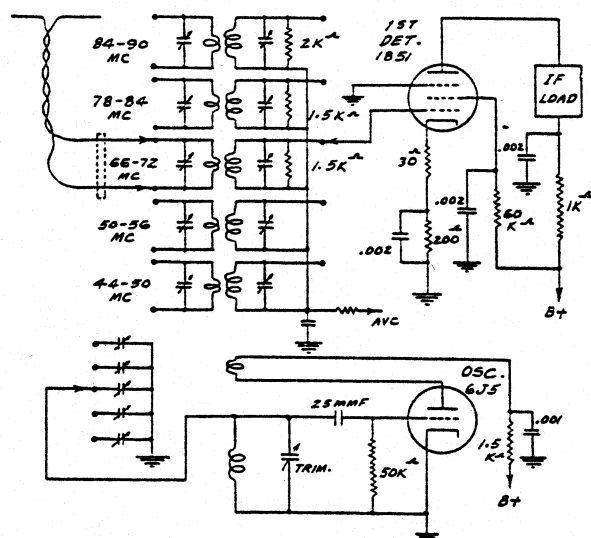 84-90
MC
2K Ω
78-84
MC
1.5K Ω
66-72
MC
1.5K Ω
50-56
MC
44-50
MC
AVC
1ST
DET.
1851
IF
LOAD
30 Ω
.002
200 Ω
.002
60
K Ω
.002
1K Ω
B+
25MMF
TRIM.
50K Ω
OSC.
6J5
1.5
K Ω
.001
B+